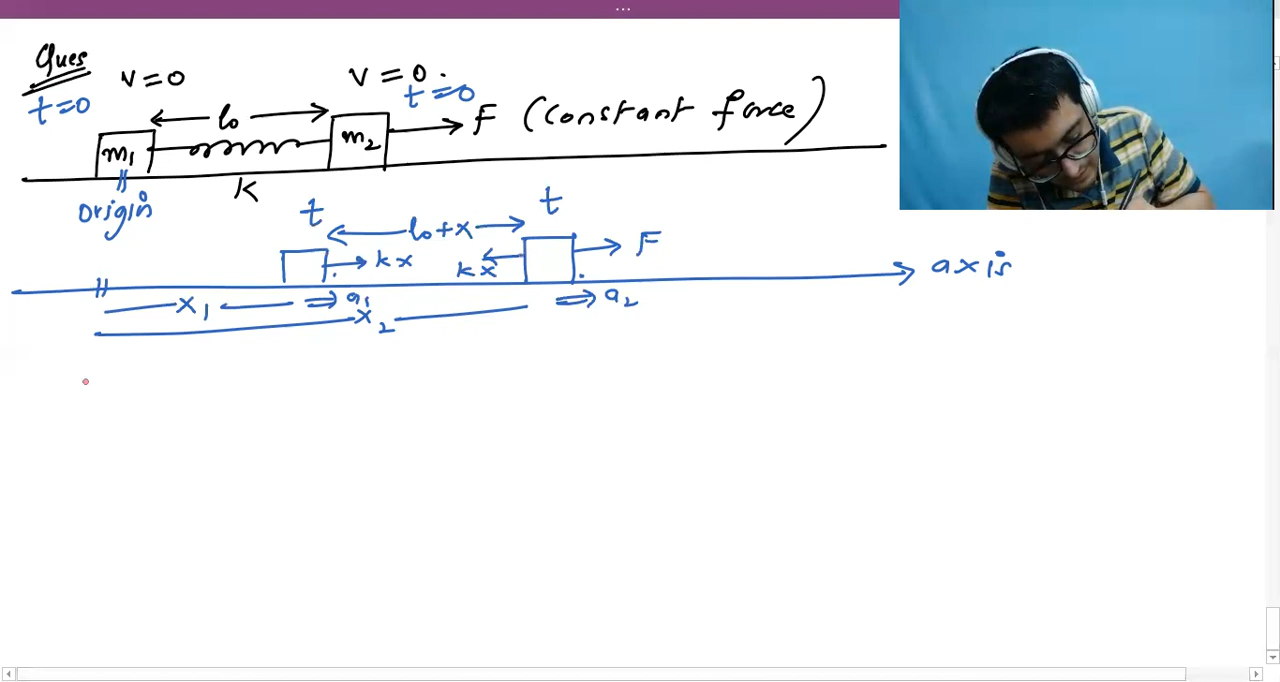 Ques
v=0 v=0.
t=0 t=0
l₀ F (constant force)
m₁ m₂
K
origin
t t
l₀+x F
kx kx
axis
x₁ a₁ a₂
x₂